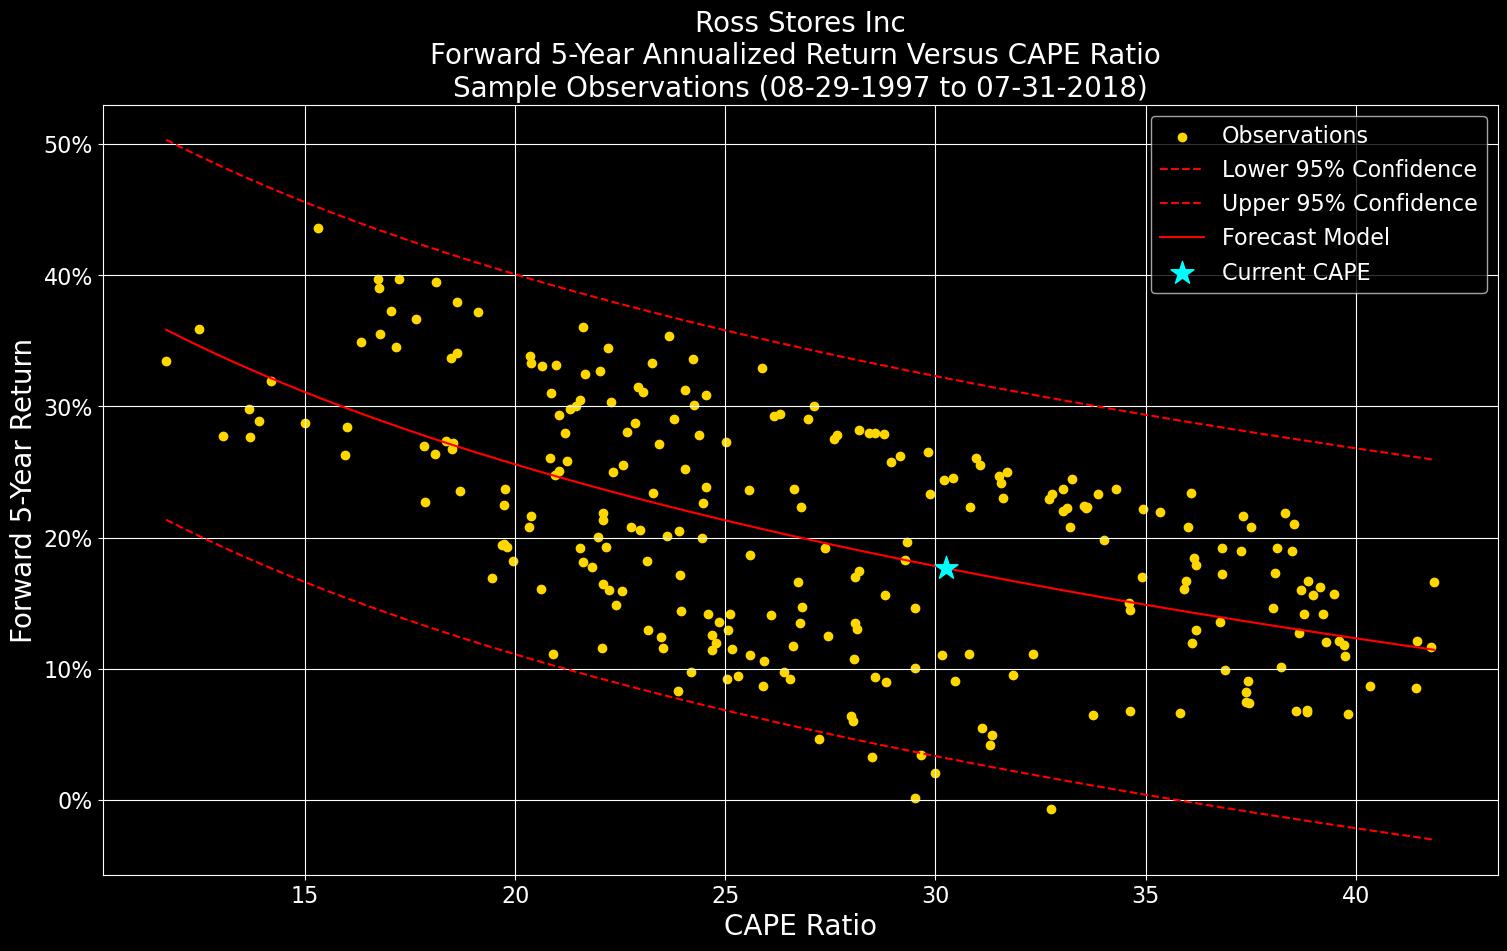 Ross Stores Inc
Forward 5-Year Annualized Return Versus CAPE Ratio
Sample Observations (08-29-1997 to 07-31-2018)
Observations
Lower 95% Confidence
Upper 95% Confidence
Forecast Model
Current CAPE
Forward 5-Year Return
50%
40%
30%
20%
10%
0%
15 20 25 30 35 40
CAPE Ratio